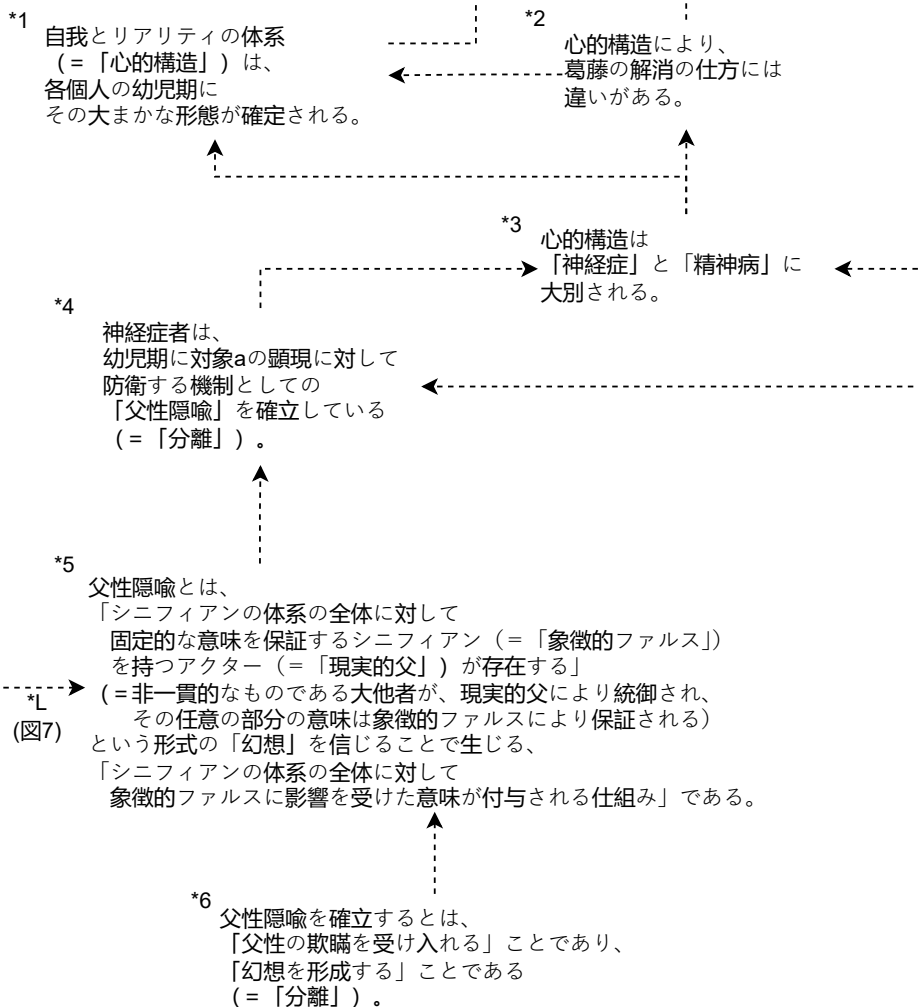 *1
自我とリアリティの体系
(=「心的構造」) は、
各個人の幼児期に
その大まかな形態が確定される。
*2
心的構造により、
葛藤の解消の仕方には
違いがある。
*3
心的構造は
「神経症」と「精神病」に
大別される。
*4
神経症者は、
幼児期に対象aの顕現に対して
防衛する機制としての
「父性隠喩」を確立している
(=「分離」) 。
*5
父性隠喩とは、
「シニフィアンの体系の全体に対して
固定的な意味を保証するシニフィアン(=「象徴的ファルス」)
を持つアクター(=「現実的父」) が存在する」
(=非一貫的なものである大他者が、現実的父により統御され、
その任意の部分の意味は象徴的ファルスにより保証される)
という形式の「幻想」を信じることで生じる、
「シニフィアンの体系の全体に対して
象徴的ファルスに影響を受けた意味が付与される仕組み」である。
*L
(図7)
*6
父性隠喩を確立するとは、
「父性の欺瞞を受け入れる」ことであり、
「幻想を形成する」ことである
(=「分離」) 。